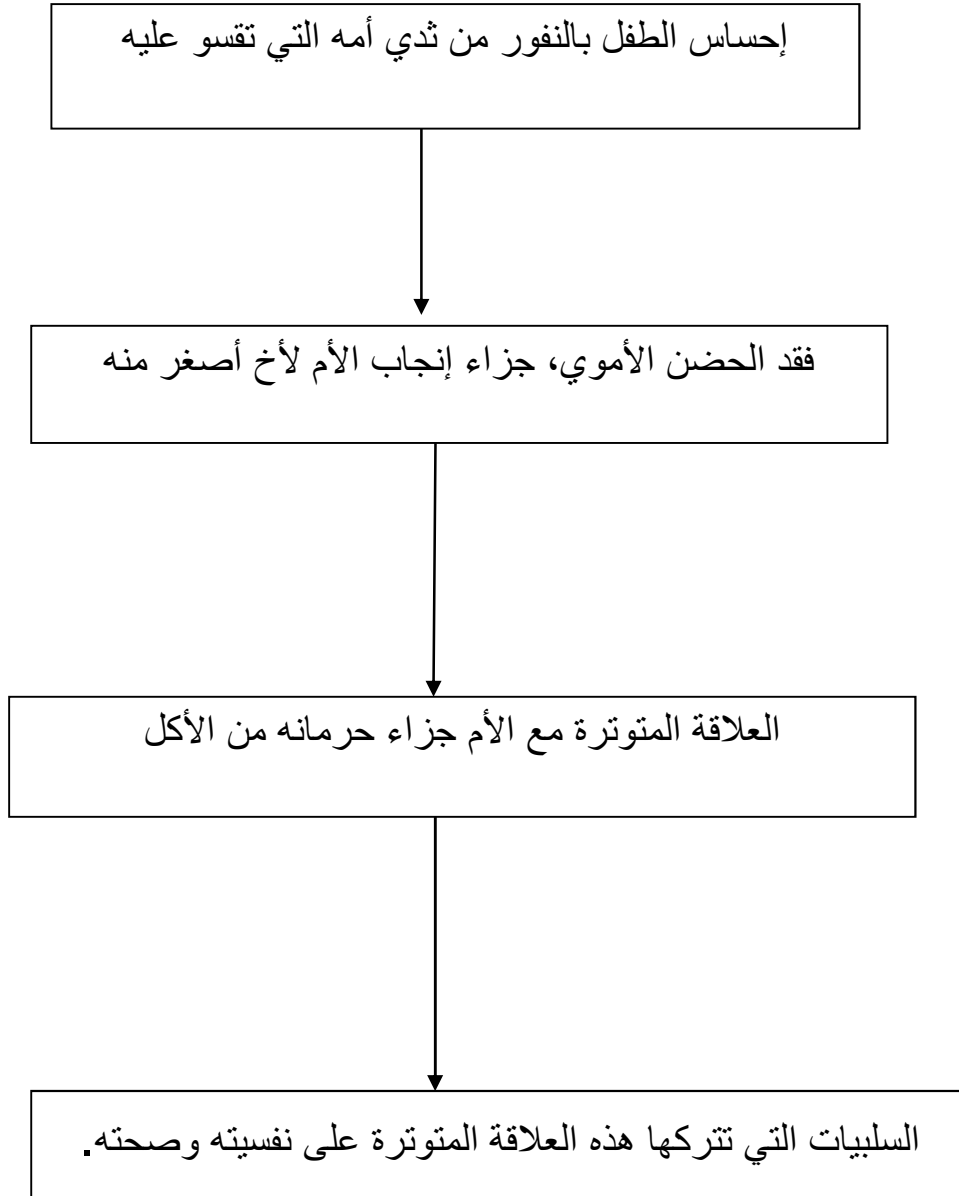 إحساس الطفل بالنفور من ثدي أمه التي تقسو عليه
فقد الحضن الأموي، جزاء إنجاب الأم لأخ أصغر منه
العلاقة المتوترة مع الأم جزاء حرمانه من الأكل
السلبيات التي تتركها هذه العلاقة المتوترة على نفسيته وصحته.